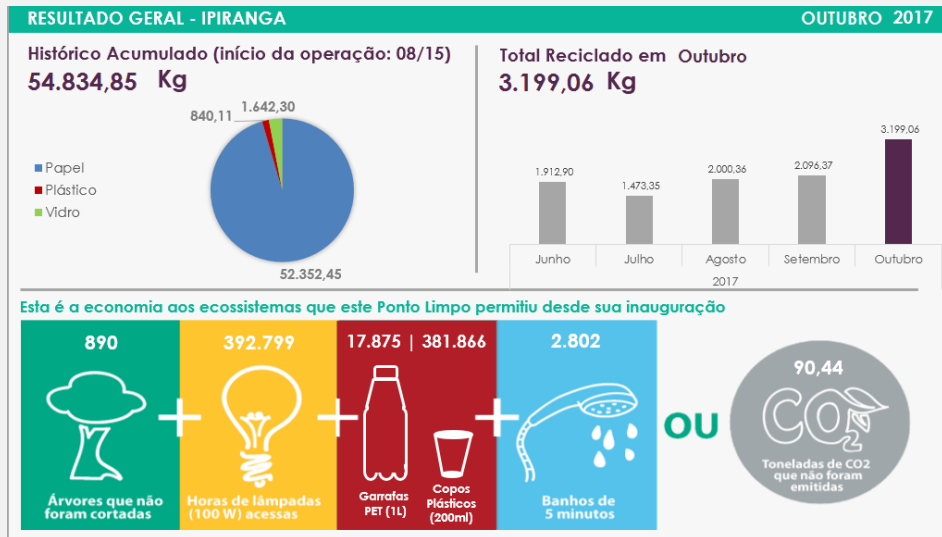 RESULTADO GERAL - IPIRANGA
OUTUBRO 2017
Histórico Acumulado (início da operação: 08/15)
54.834,85 Kg
840,11
1.642,30
Papel
Plástico
Vidro
52.352,45
Total Reciclado em Outubro
3.199,06 Kg
1.912,90
1.473,35
2.000,36
2.096,37
3.199,06
Junho
Julho
Agosto
Setembro
Outubro
2017
Esta é a economia aos ecossistemas que este Ponto Limpo permitiu desde sua inauguração
890
Árvores que não
foram cortadas
392.799
Horas de lâmpadas
(100 W) acessas
17.875 | 381.866
Garrafas
PET (1L)
Copos
Plásticos
(200ml)
2.802
Banhos de
5 minutos
OU
90,44
CO2
Toneladas de CO2
que não foram
emitidas